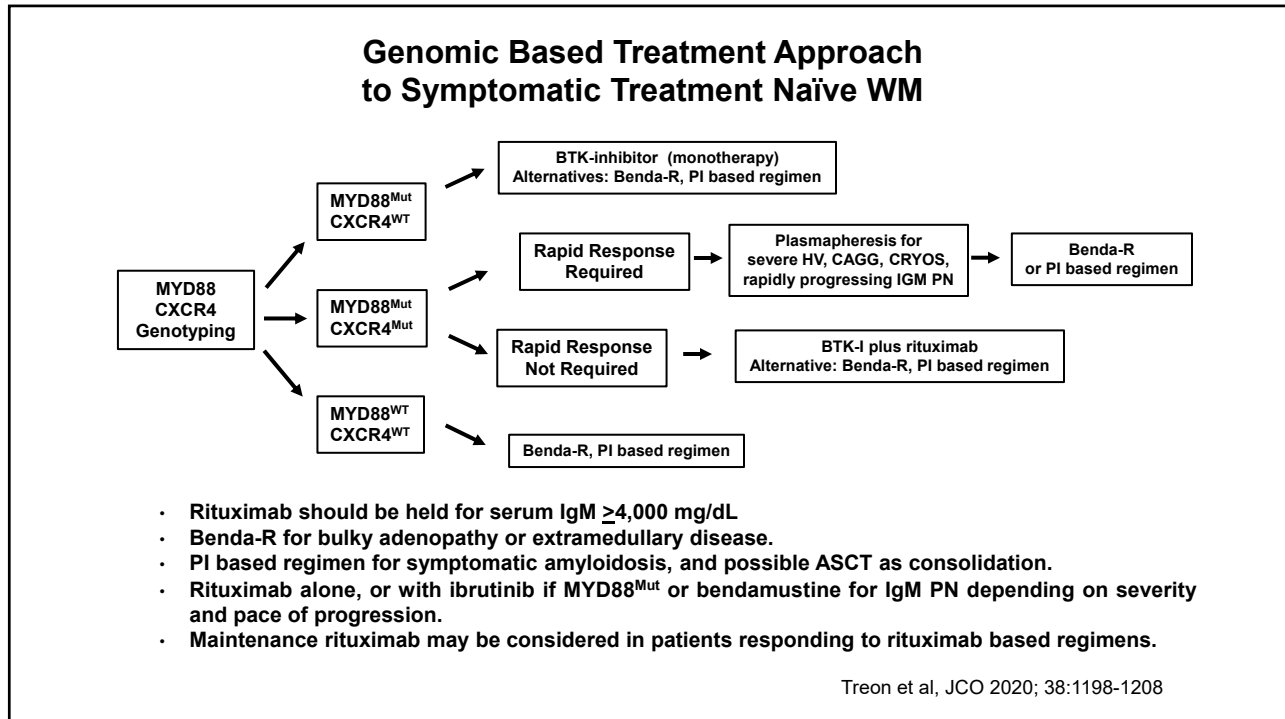 Genomic Based Treatment Approach
to Symptomatic Treatment Naïve WM
MYD88
CXCR4
Genotyping
MYD88Mut
CXCR4WT
BTK-inhibitor (monotherapy)
Alternatives: Benda-R, PI based regimen
MYD88Mut
CXCR4Mut
Rapid Response
Required
Plasmapheresis for
severe HV, CAGG, CRYOS,
rapidly progressing IGM PN
Benda-R
or PI based regimen
Rapid Response
Not Required
BTK-I plus rituximab
Alternative: Benda-R, PI based regimen
MYD88WT
CXCR4WT
Benda-R, PI based regimen
· Rituximab should be held for serum IgM ≥4,000 mg/dL
· Benda-R for bulky adenopathy or extramedullary disease.
· PI based regimen for symptomatic amyloidosis, and possible ASCT as consolidation.
· Rituximab alone, or with ibrutinib if MYD88Mut or bendamustine for IgM PN depending on severity
and pace of progression.
· Maintenance rituximab may be considered in patients responding to rituximab based regimens.
Treon et al, JCO 2020; 38:1198-1208